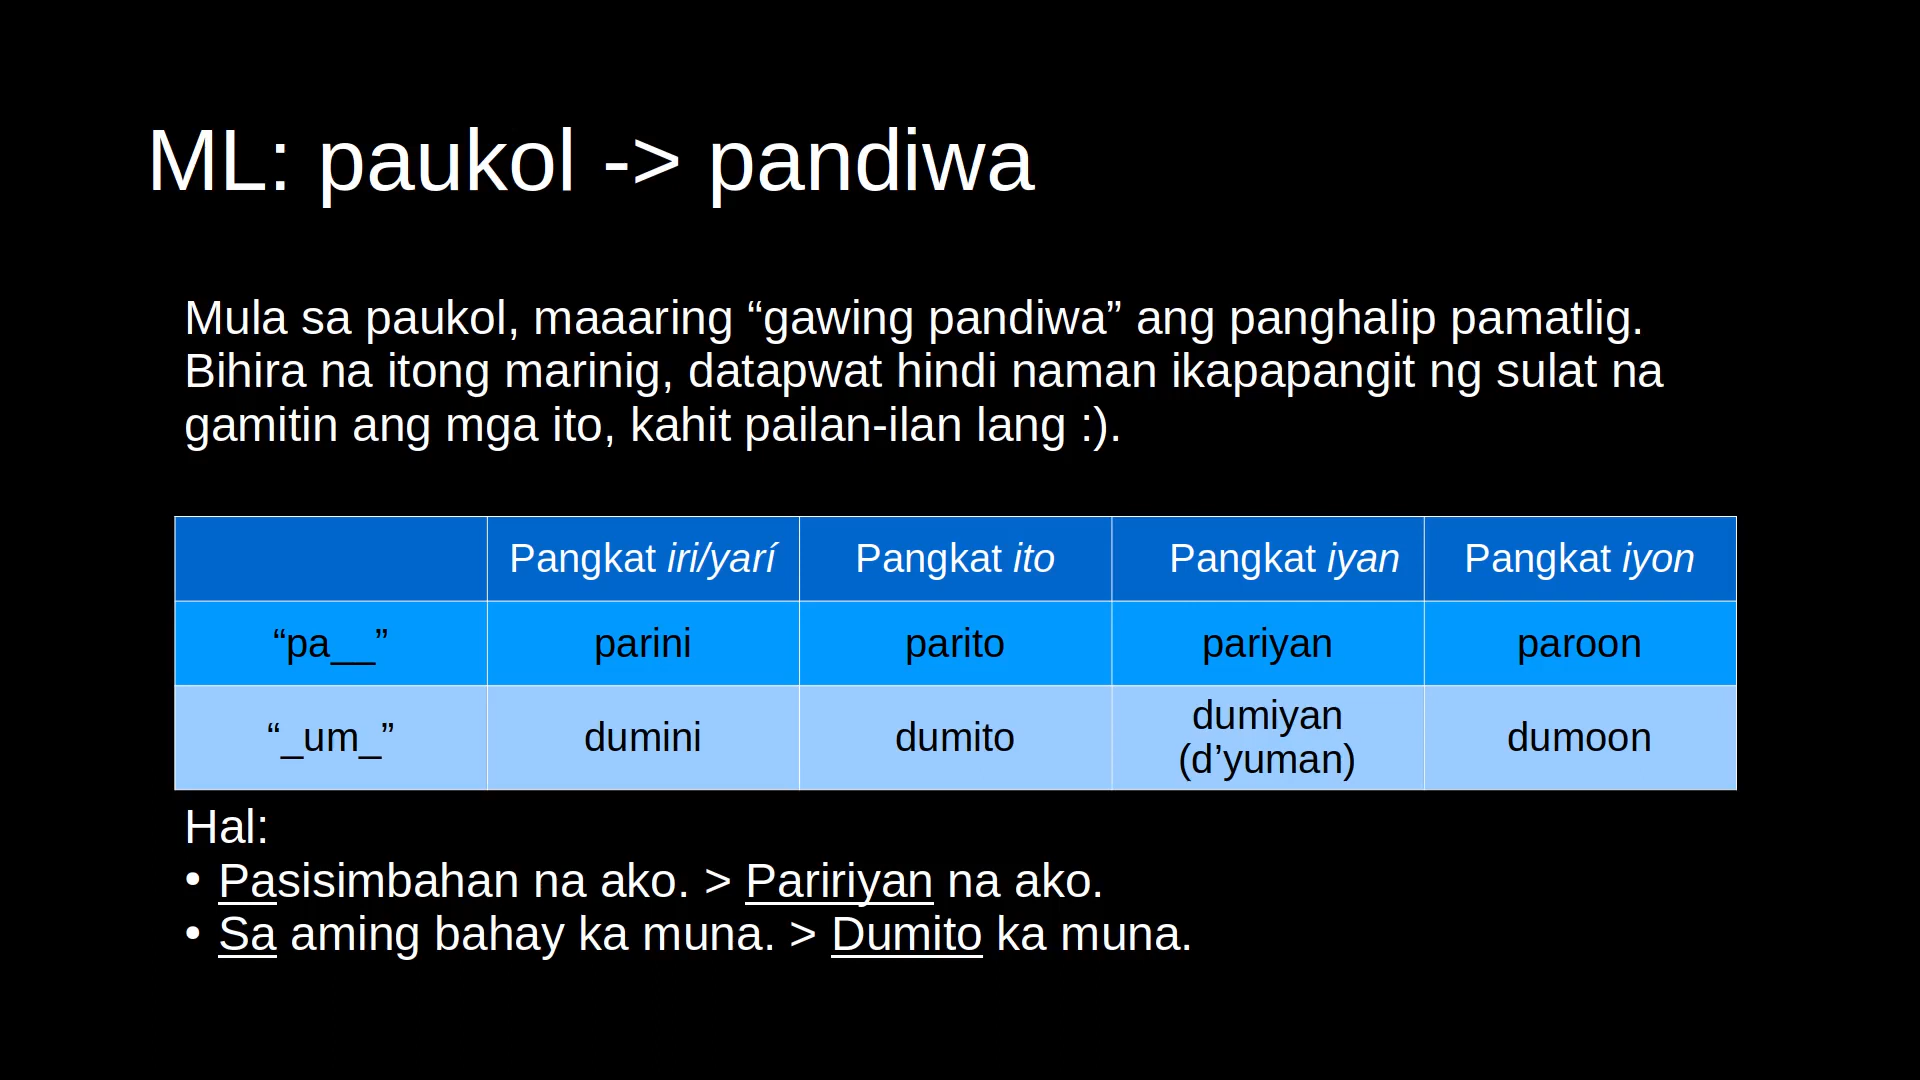 ML: paukol -> pandiwa
Mula sa paukol, maaaring “gawing pandiwa” ang panghalip pamatlig.
Bihira na itong marinig, datapwat hindi naman ikapapangit ng sulat na
gamitin ang mga ito, kahit pailan-ilan lang :).
Pangkat iri/yarí Pangkat ito Pangkat iyan Pangkat iyon
“pa__” parini parito pariyan paroon
“_um_” dumini dumito dumiyan (d’yuman) dumoon
Hal:
• Pasisimbahan na ako. > Paririyan na ako.
• Sa aming bahay ka muna. > Dumito ka muna.